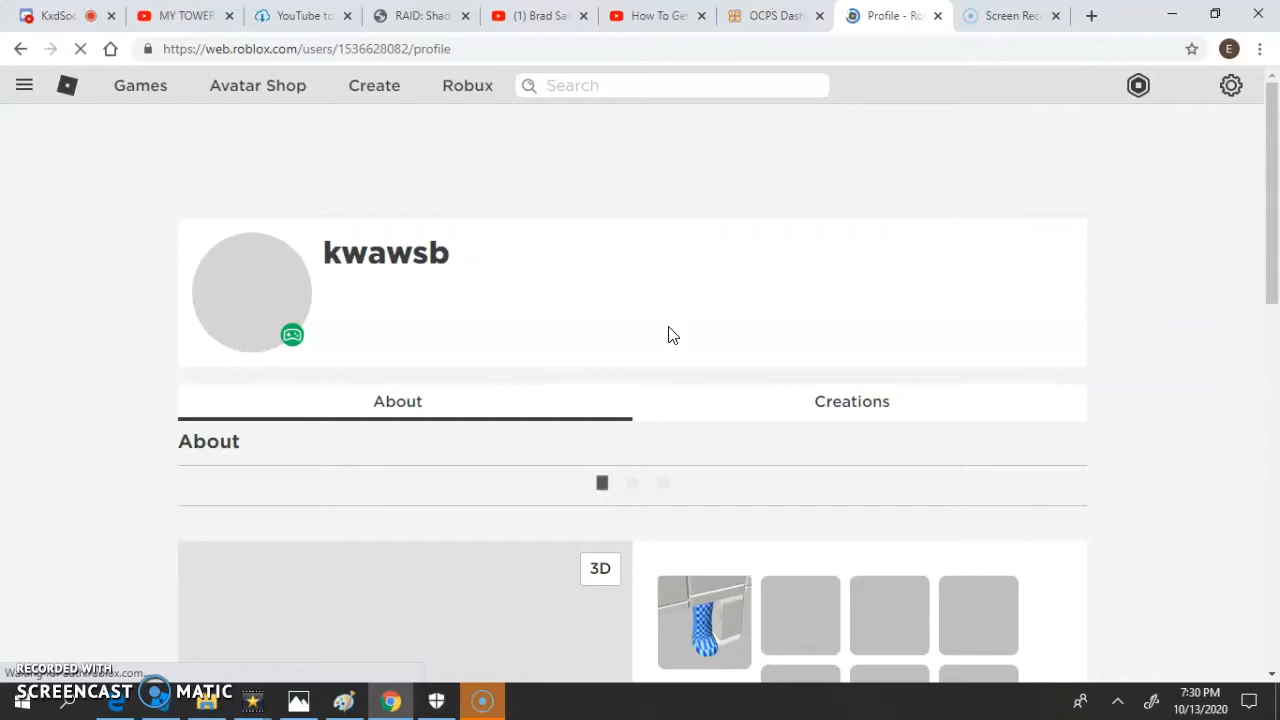 KxdSoc
MY TOWER
YouTube to
RAID: Shad
(1) Brad Sa
How To Get
OCPS Dash
Profile - Ro
Screen Rec
https://web.roblox.com/users/1536628082/profile
E
Games
Avatar Shop
Create
Robux
Search
kwawsb
About
Creations
About
3D
RECORDED WITH
SCREENCAST MATIC
7:30 PM
10/13/2020